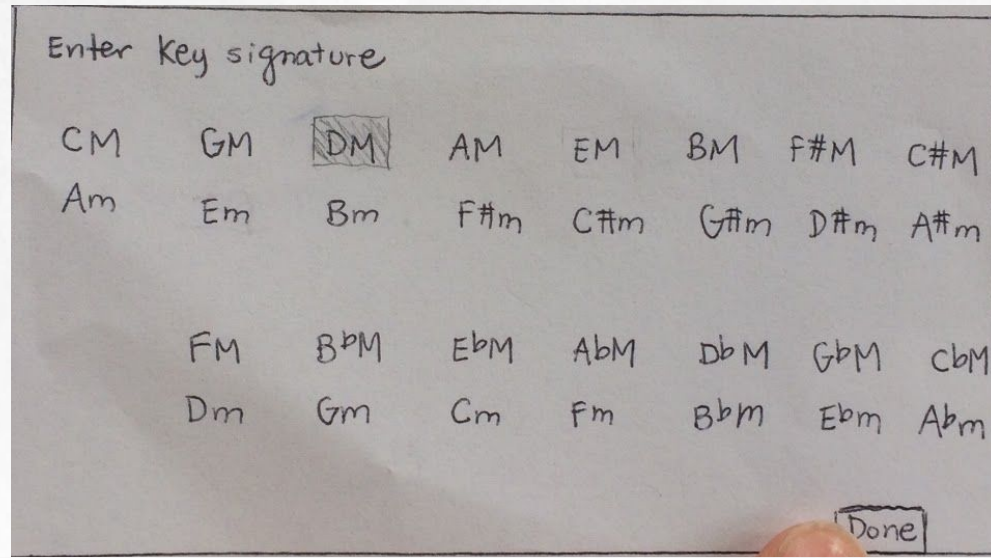 Enter Key signature
CM GM DM AM EM BM F#M C#M
Am Em Bm F#m C#m G#m D#m A#m
FM B♭M E♭M A♭M D♭M G♭M C♭M
Dm Gm Cm Fm B♭m E♭m A♭m
Done